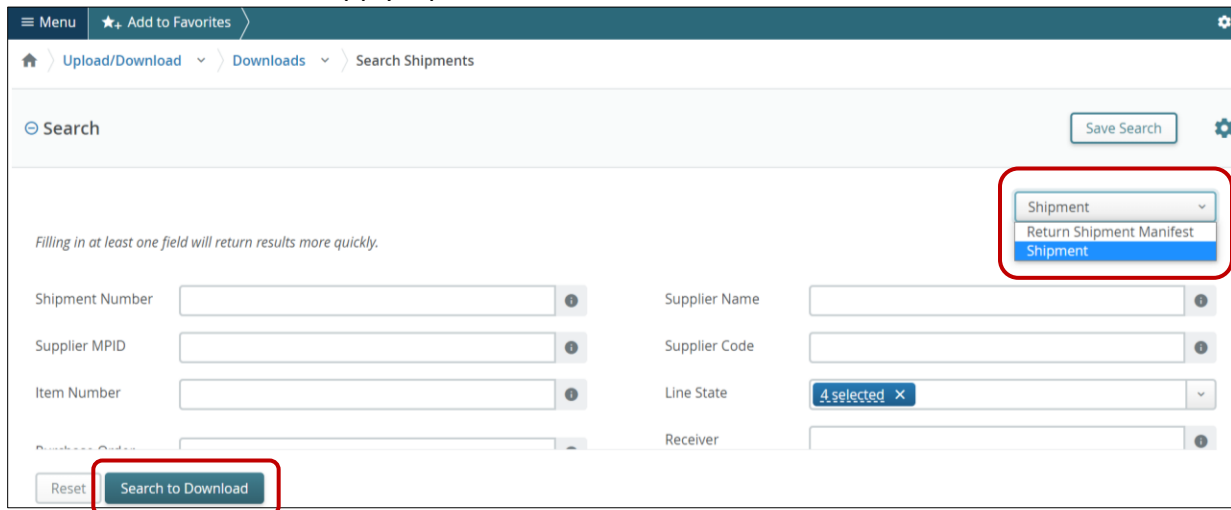 Menu Add to Favorites
Upload/Download Downloads Search Shipments
Search Save Search
Shipment
Return Shipment Manifest
Shipment
Filling in at least one field will return results more quickly.
Shipment Number Supplier Name
Supplier MPID Supplier Code
Item Number Line State 4 selected ×
Purchase Order Receiver
Reset Search to Download